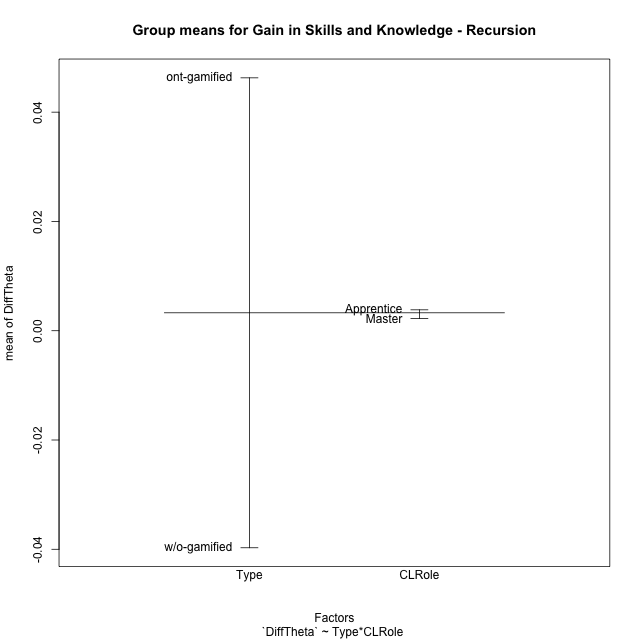 Group means for Gain in Skills and Knowledge - Recursion
mean of DiffTheta
0.04
0.02
0.00
-0.02
-0.04
ont-gamified
w/o-gamified
Apprentice
Master
Type
CLRole
Factors
`DiffTheta` ~ Type*CLRole